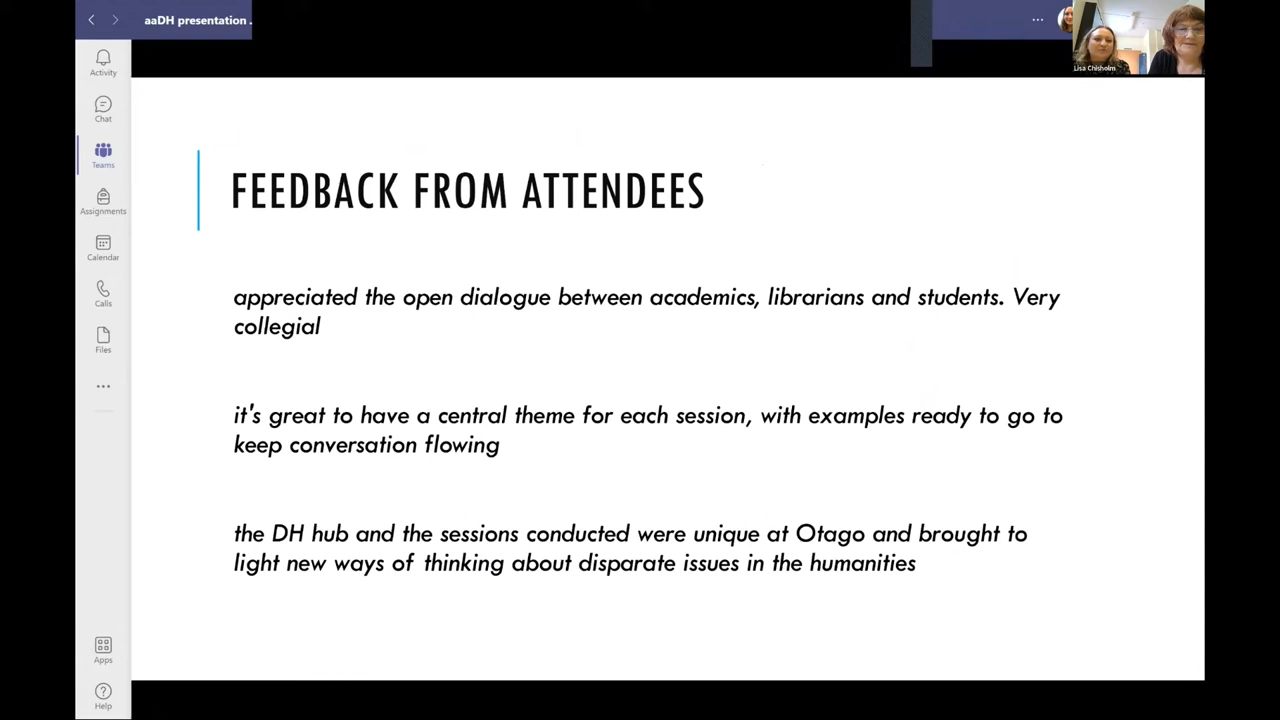 aaDH presentation .
Lisa Chisholm
Activity
Chat
Teams
Assignments
Calendar
Calls
Files
Apps
Help
FEEDBACK FROM ATTENDEES
appreciated the open dialogue between academics, librarians and students. Very
collegial
it's great to have a central theme for each session, with examples ready to go to
keep conversation flowing
the DH hub and the sessions conducted were unique at Otago and brought to
light new ways of thinking about disparate issues in the humanities